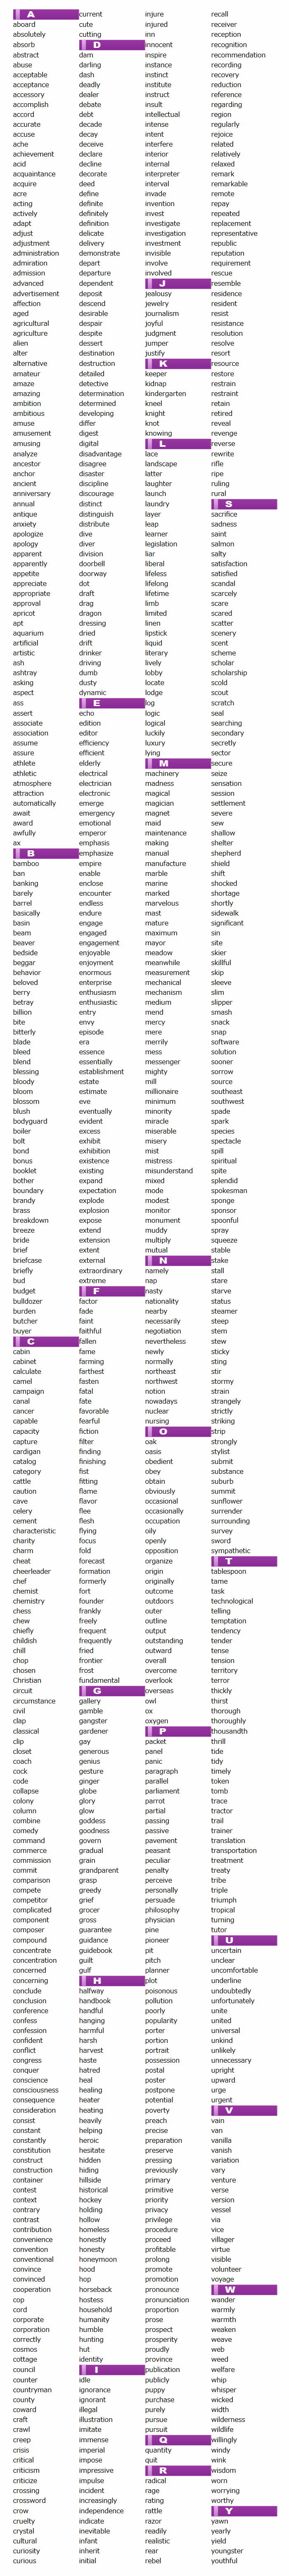 A
aboard
absolutely
absorb
abstract
abuse
acceptable
acceptance
accessory
accomplish
accord
accurate
accuse
ache
achievement
acid
acquaintance
acquire
acre
acting
actively
adapt
adjust
adjustment
administration
admiration
admission
advanced
advertisement
affection
aged
agricultural
agriculture
alien
alter
alternative
amateur
amaze
amazing
ambition
ambitious
amuse
amusement
amusing
analyze
ancestor
anchor
ancient
anniversary
annual
antique
anxiety
apologize
apology
apparent
apparently
appetite
appreciate
appropriate
approval
apricot
apt
aquarium
artificial
artistic
ash
ashtray
asking
aspect
ass
assert
associate
association
assume
assure
athlete
athletic
atmosphere
attraction
automatically
await
award
awfully
ax
B
bamboo
ban
banking
barely
barrel
basically
basin
beam
beaver
bedside
beggar
behavior
beloved
berry
betray
billion
bite
bitterly
blade
bleed
blend
blessing
bloody
bloom
blossom
blush
bodyguard
boiler
bolt
bond
bonus
booklet
bother
boundary
brandy
brass
breakdown
breeze
bride
brief
briefcase
briefly
bud
budget
bulldozer
burden
butcher
buyer
C
cabin
cabinet
calculate
camel
campaign
canal
cancer
capable
capacity
capture
cardigan
catalog
category
cattle
caution
cave
celery
cement
characteristic
charity
charm
cheat
cheerleader
chef
chemist
chemistry
chess
chew
chiefly
childish
chill
chop
chosen
Christian
circuit
circumstance
civil
clap
classical
clip
closet
coach
cock
code
collapse
colony
column
combine
comedy
command
commerce
commission
commit
comparison
compete
competitor
complicated
component
composer
compound
concentrate
concentration
concerned
concerning
conclude
conclusion
conference
confess
confession
confident
conflict
congress
conquer
conscience
consciousness
consequence
consideration
consist
constant
constantly
constitution
construct
construction
container
contest
context
contrary
contrast
contribution
convenience
convention
conventional
convince
convinced
cooperation
cop
cord
corporate
corporation
correctly
cosmos
cottage
council
counter
countryman
county
coward
craft
crawl
creep
crisis
critical
criticism
criticize
crossing
crossword
crow
cruelty
crystal
cultural
curiosity
curious
current
cute
cutting
D
dam
darling
dash
deadly
dealer
debate
debt
decade
decay
deceive
declare
decline
decorate
deed
define
definite
definitely
definition
delicate
delivery
demonstrate
depart
departure
dependent
deposit
descend
desirable
despair
despite
dessert
destination
destruction
detailed
detective
determination
determined
developing
differ
digest
digital
disadvantage
disagree
disaster
discipline
discourage
distinct
distinguish
distribute
dive
diver
division
doorbell
doorway
dot
draft
drag
dragon
dressing
dried
drift
drinker
driving
dumb
dusty
dynamic
E
echo
edition
editor
efficiency
efficient
elderly
electrical
electrician
electronic
emerge
emergency
emotional
emperor
emphasis
emphasize
empire
enable
enclose
encounter
endless
endure
engage
engaged
engagement
enjoyable
enjoyment
enormous
enterprise
enthusiasm
enthusiastic
entry
envy
episode
era
essence
essentially
establishment
estate
estimate
eve
eventually
evident
excess
exhibit
exhibition
existence
existing
expand
expectation
explode
explosion
expose
extend
extension
extent
external
extraordinary
extreme
F
factor
fade
faint
faithful
fallen
fame
farming
farthest
fasten
fatal
fate
favorable
fearful
fiction
filter
finding
finishing
fist
fitting
flame
flavor
flee
flesh
flying
focus
fold
forecast
formation
formerly
fort
founder
frankly
freely
frequent
frequently
fried
frontier
frost
fundamental
G
gallery
gamble
gangster
gardener
gay
generous
genius
gesture
ginger
globe
glory
glow
goddess
goodness
govern
gradual
grain
grandparent
grasp
greedy
grief
grocer
gross
guarantee
guidance
guidebook
guilt
gulf
H
halfway
handbook
handful
hanging
harmful
harsh
harvest
haste
hatred
heal
healing
heater
heating
heavily
helping
heroic
hesitate
hidden
hiding
hillside
historical
hockey
holding
hollow
homeless
honestly
honesty
honeymoon
hood
hop
horseback
hostess
household
humanity
humble
hunting
hut
identity
I
idle
ignorance
ignorant
illegal
illustration
imitate
immense
imperial
impose
impressive
impulse
incident
increasingly
independence
indicate
inevitable
infant
inherit
initial
injure
injured
inn
innocent
inspire
instance
instinct
institute
instruct
insult
intellectual
intense
intent
interfere
interior
internal
interpreter
interval
invade
invention
invest
investigate
investigation
investment
invisible
involve
involved
J
jealousy
jewelry
journalism
joyful
judgment
jumper
justify
K
keeper
kidnap
kindergarten
kneel
knight
knot
knowing
L
lace
landscape
latter
laughter
launch
laundry
layer
leap
learner
legislation
liar
liberal
lifeless
lifelong
lifetime
limb
limited
linen
lipstick
liquid
literary
lively
lobby
locate
lodge
log
logic
logical
luckily
luxury
lying
M
machinery
madness
magical
magician
magnet
maid
maintenance
making
manual
manufacture
marble
marine
marked
marvelous
mast
mature
maximum
mayor
meadow
meanwhile
measurement
mechanical
mechanism
medium
mend
mercy
mere
merrily
mess
messenger
mighty
mill
millionaire
minimum
minority
miracle
miserable
misery
mist
mistress
misunderstand
mixed
mode
modest
monitor
monument
muddy
multiply
mutual
N
namely
nap
nasty
nationality
nearby
necessarily
negotiation
nevertheless
newly
normally
northeast
northwest
notion
nowadays
nuclear
nursing
O
oak
oasis
obedient
obey
obtain
obviously
occasional
occasionally
occupation
oily
openly
opposition
organize
origin
originally
outcome
outdoors
outer
outline
output
outstanding
overall
overcome
overlook
overseas
ow
ox
oxygen
P
packet
panel
panic
paragraph
parallel
parliament
parrot
partial
passing
passive
pavement
peasant
peculiar
penalty
perceive
personally
persuade
philosophy
physician
pine
pioneer
pit
pitch
planner
plot
poisonous
pollution
poorly
popularity
porter
portion
portrait
possession
postal
poster
postpone
potential
poverty
preach
precise
preparation
preserve
pressing
previously
primary
primitive
priority
privacy
privilege
procedure
proceed
profitable
prolong
promote
promotion
pronounce
pronunciation
proportion
prose
prospect
prosperity
proudly
province
publication
publicly
puppy
purchase
purely
pursue
pursuit
Q
quantity
quit
R
radical
rage
rating
rattle
razor
readily
realistic
rear
rebel
recall
receiver
reception
recognition
recommendation
recording
recovery
reduction
reference
regarding
region
regularly
rejoice
related
relatively
relaxed
remark
remarkable
remote
repay
repeated
replacement
representative
republic
reputation
requirement
rescue
resemble
residence
resident
resist
resistance
resolution
resolve
resort
resource
restore
restrain
restraint
retain
retired
reveal
revenge
reverse
rewrite
rifle
ripe
ruling
rural
S
sacrifice
sadness
saint
salmon
salty
satisfaction
satisfied
scandal
scarcely
scare
scared
scatter
scenery
scent
scheme
scholar
scholarship
scold
scout
scratch
seal
searching
secondary
secretly
sector
secure
seize
sensation
session
settlement
severe
sew
shallow
shelter
shepherd
shield
shift
shocked
shortage
shortly
sidewalk
significant
sin
site
skier
skillful
skip
sleeve
slim
slipper
smash
snack
snap
software
solution
sooner
sorrow
source
southeast
southwest
spade
spark
species
spectacle
spill
spiritual
spite
splendid
spokesman
sponge
sponsor
spoonful
spray
squeeze
stable
stake
stall
stare
starve
status
steamer
steep
stem
stew
sticky
sting
stir
stormy
strain
strangely
strictly
striking
strip
strongly
stylist
submit
substance
suburb
summit
sunflower
surrender
surrounding
survey
sword
sympathetic
T
tablespoon
tame
task
technological
telling
temptation
tendency
tender
tense
tension
territory
terror
thickly
thirst
thorough
thoroughly
thousandth
thrill
tide
tidy
timely
token
tomb
trace
tractor
trail
trainer
translation
transportation
treatment
treaty
tribe
triple
triumph
tropical
turning
tutor
U
uncertain
unclear
uncomfortable
underline
undoubtedly
unfortunately
unite
united
universal
unkind
unlikely
unnecessary
upright
upward
urge
urgent
V
vain
van
vanilla
vanish
variation
vary
venture
verse
version
vessel
via
vice
villager
virtue
visible
volunteer
voyage
W
wander
warmly
warmth
weaken
weave
web
weed
welfare
whip
whisper
wicked
width
wilderness
wildlife
willingly
windy
wink
wisdom
worn
worrying
worthy
Y
yawn
yearly
yield
youngster
youthful